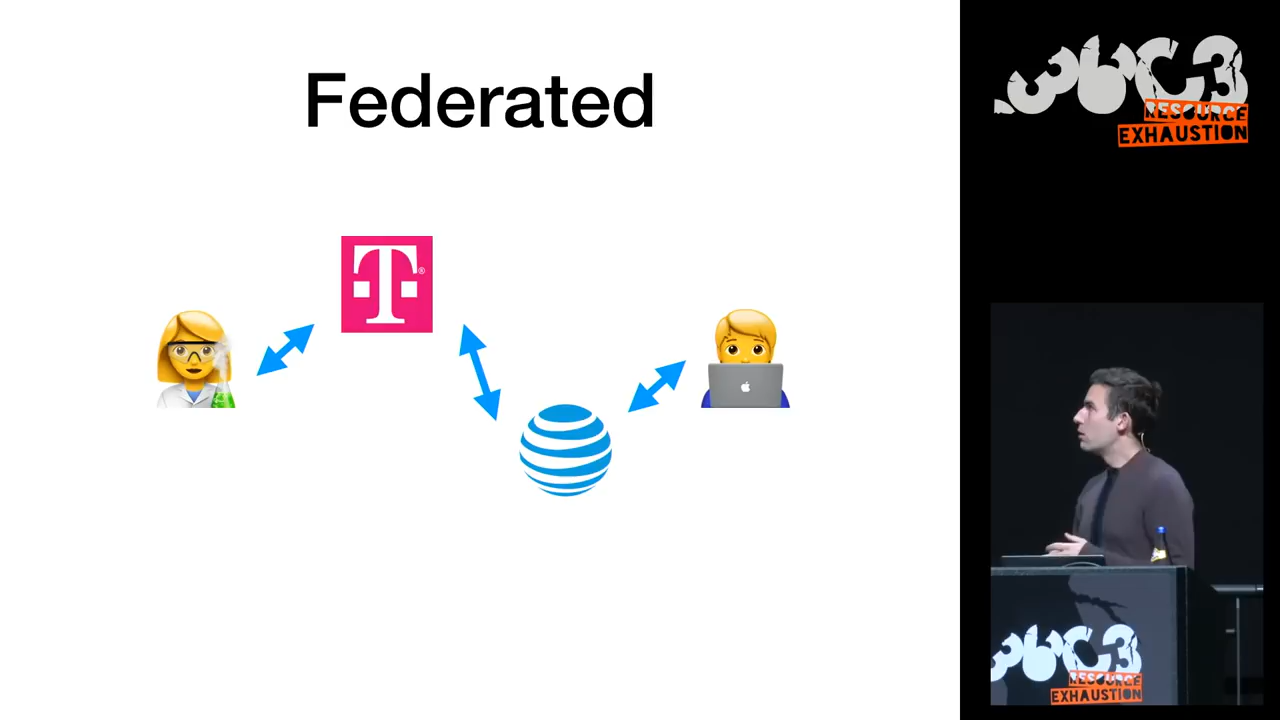 Federated
T
®
36C3
RESOURCE
EXHAUSTION
36C3
RESOURCE
EXHAUSTION